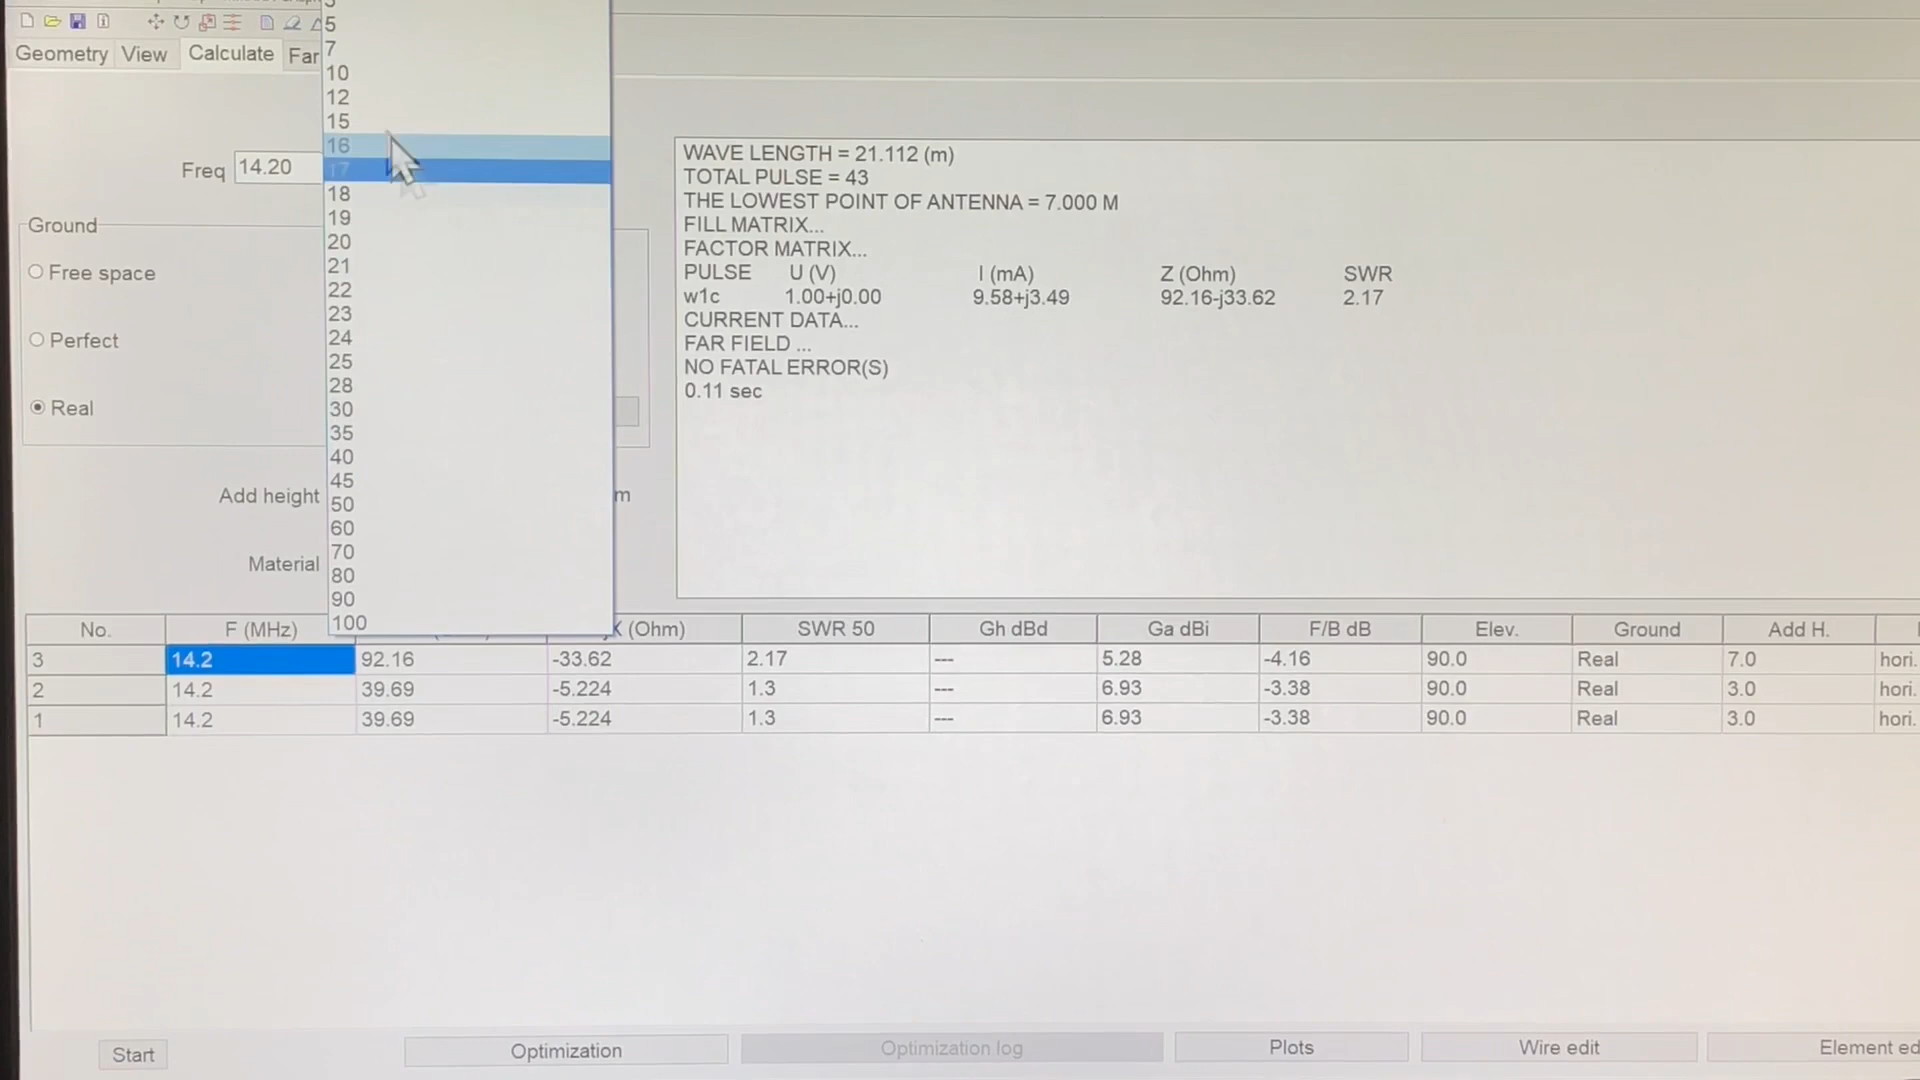 5
Geometry View Calculate Far
7
10
12
15
16
Freq 14.20
17
18
19
20
21
22
23
24
25
28
30
35
40
45
50
60
70
80
90
100
Ground
Free space
Perfect
Real
Add height m
Material
WAVE LENGTH = 21.112 (m)
TOTAL PULSE = 43
THE LOWEST POINT OF ANTENNA = 7.000 M
FILL MATRIX...
FACTOR MATRIX...
PULSE U (V) I (mA) Z (Ohm) SWR
w1c 1.00+j0.00 9.58+j3.49 92.16-j33.62 2.17
CURRENT DATA...
FAR FIELD ...
NO FATAL ERROR(S)
0.11 sec
No. F (MHz) X (Ohm) SWR 50 Gh dBd Ga dBi F/B dB Elev. Ground Add H.
3 14.2 92.16 -33.62 2.17 --- 5.28 -4.16 90.0 Real 7.0 hori.
2 14.2 39.69 -5.224 1.3 --- 6.93 -3.38 90.0 Real 3.0 hori.
1 14.2 39.69 -5.224 1.3 --- 6.93 -3.38 90.0 Real 3.0 hori.
Start Optimization Optimization log Plots Wire edit Element ed